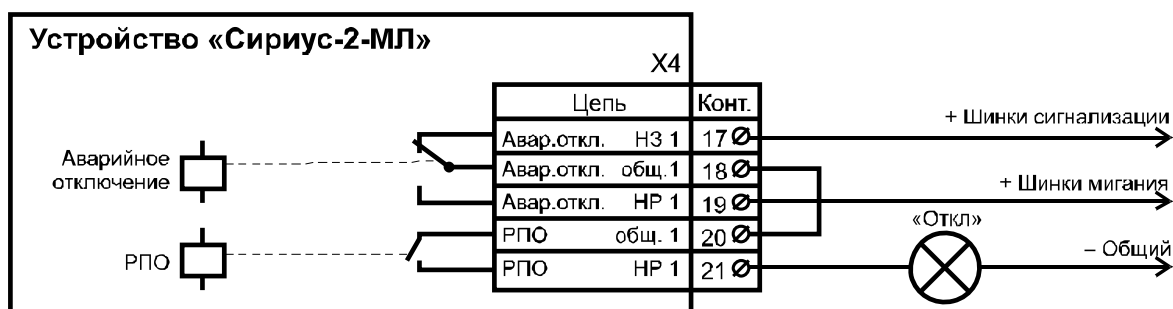 Устройство «Сириус-2-МЛ»
X4
Цепь Конт.
Авар.откл. НЗ 1 17
Авар.откл. общ.1 18
Авар.откл. НР 1 19
РПО общ. 1 20
РПО НР 1 21
Аварийное
отключение
РПО
+ Шинки сигнализации
+ Шинки мигания
«Откл»
– Общий